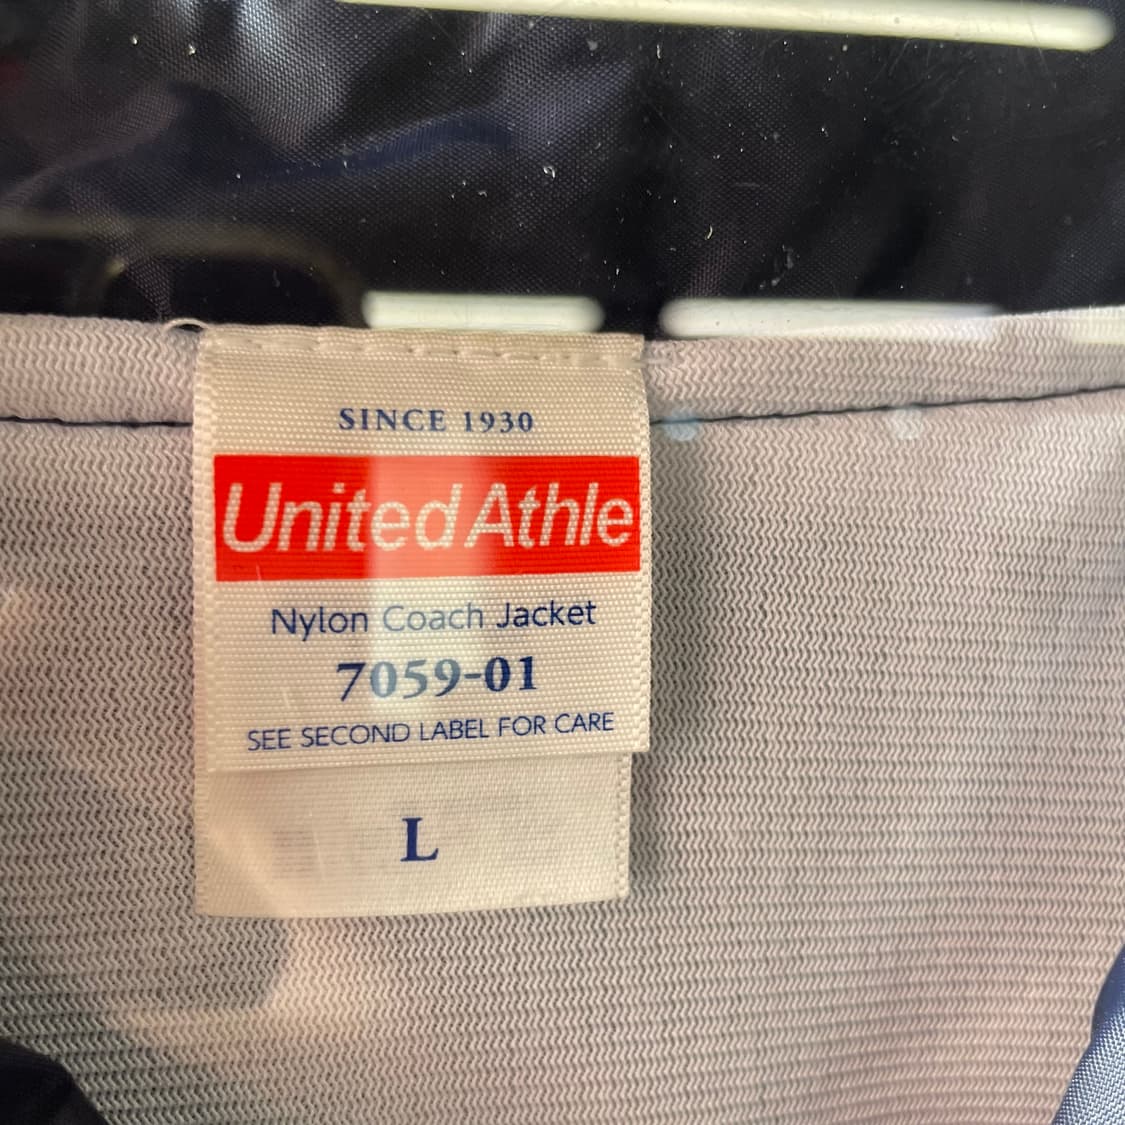 SINCE 1930
United Athle
Nylon Coach Jacket
7059-01
SEE SECOND LABEL FOR CARE
L